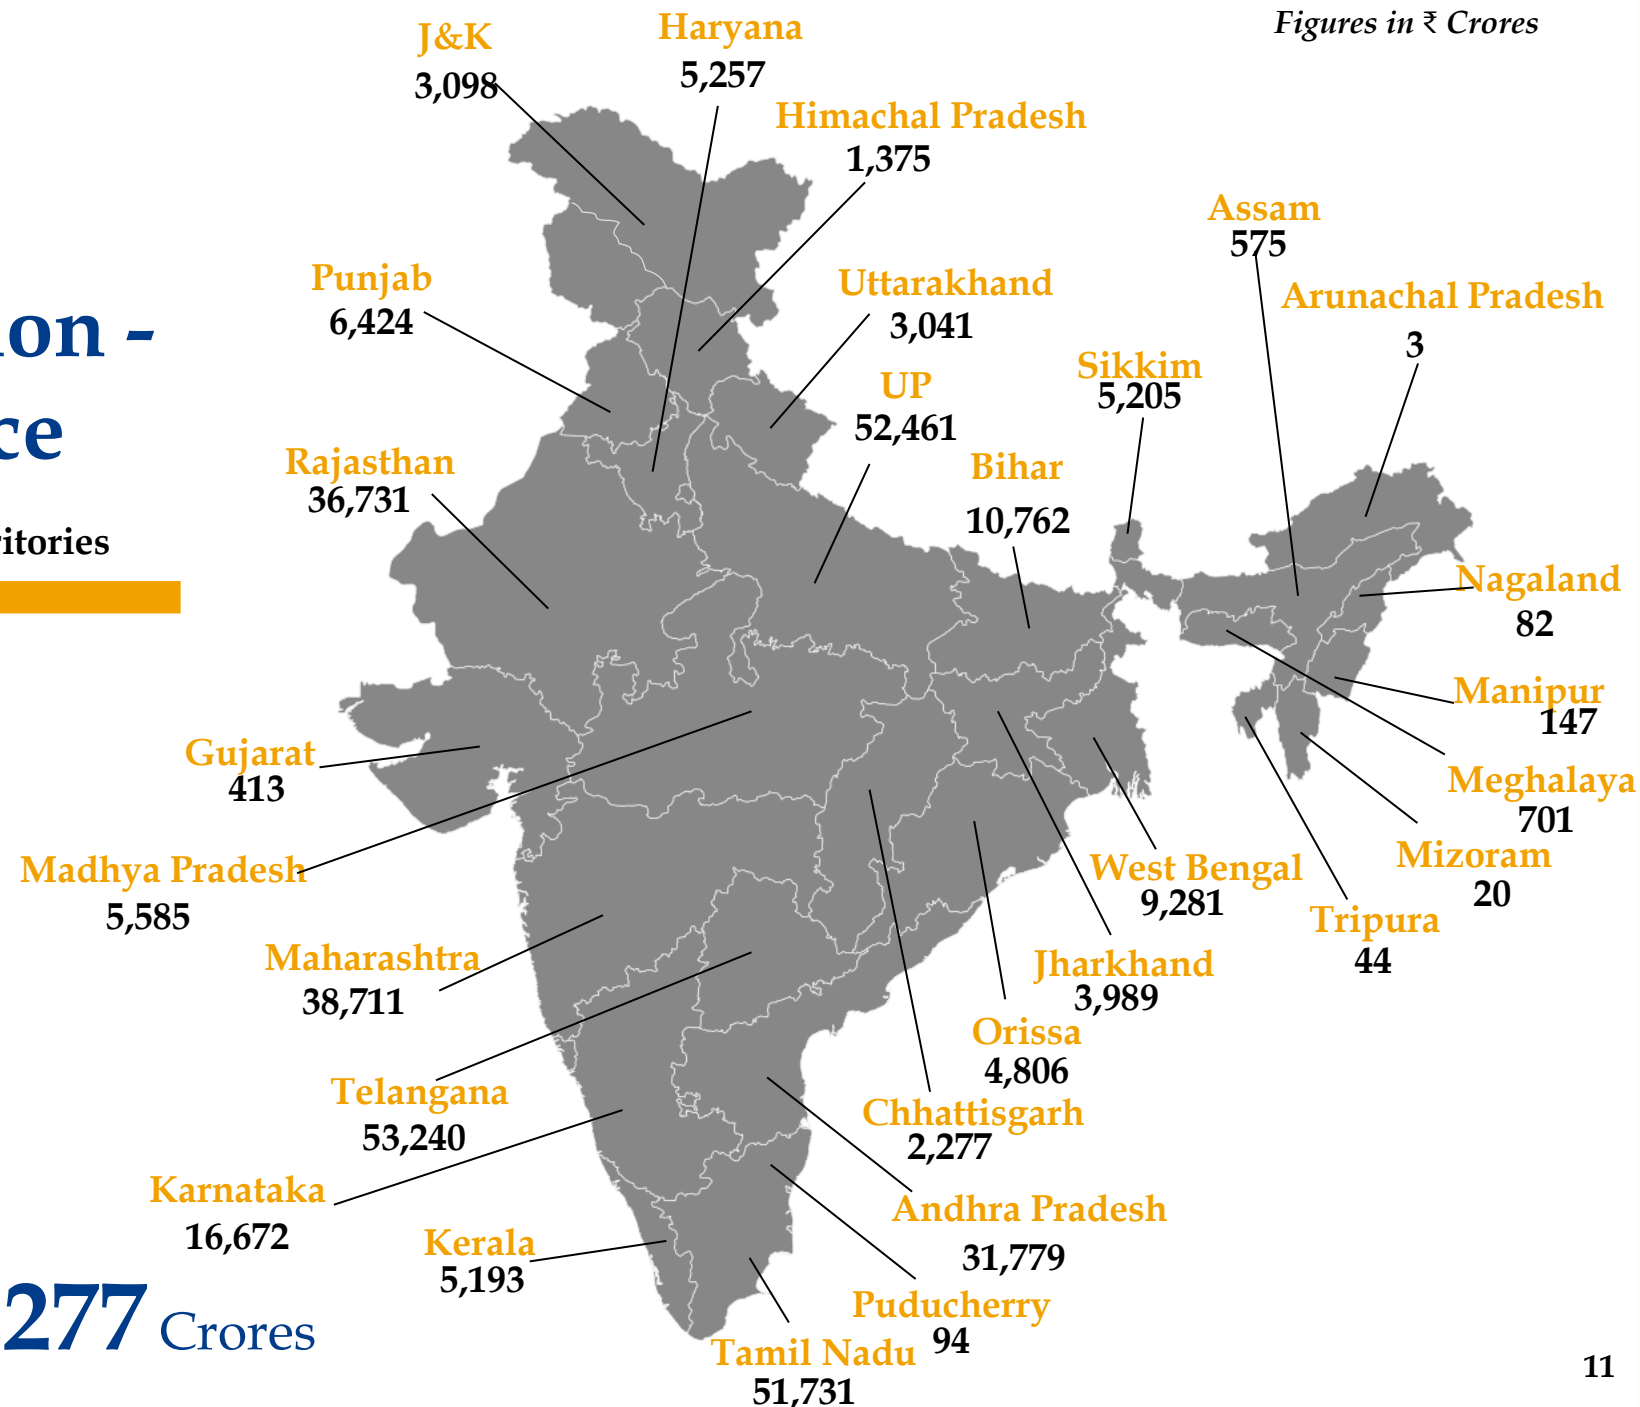 Figures in ₹ Crores
J&K
3,098
Haryana
5,257
Himachal Pradesh
1,375
Assam
575
Arunachal Pradesh
3
Punjab
6,424
Uttarakhand
3,041
Sikkim
5,205
UP
52,461
on -
ce
Rajasthan
36,731
Bihar
10,762
ritories
Nagaland
82
Manipur
147
Gujarat
413
Meghalaya
701
Madhya Pradesh
5,585
West Bengal
9,281
Mizoram
20
Tripura
44
Maharashtra
38,711
Jharkhand
3,989
Orissa
4,806
Telangana
53,240
Chhattisgarh
2,277
Karnataka
16,672
Andhra Pradesh
31,779
Kerala
5,193
Puducherry
94
277 Crores
Tamil Nadu
51,731
11